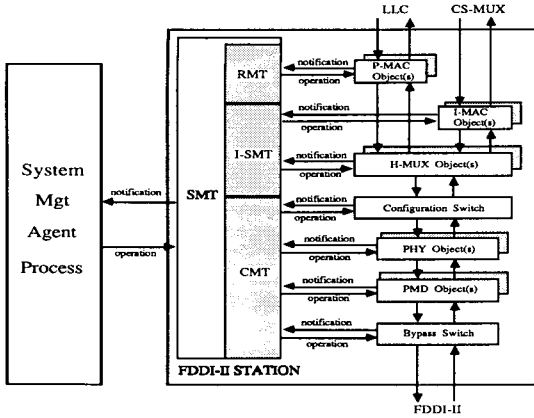 LLC CS-MUX
System
Mgt
Agent
Process
notification
operation
SMT
RMT
I-SMT
CMT
notification
operation
P-MAC
Object(s)
notification
operation
I-MAC
Object(s)
notification
operation
H-MUX Object(s)
notification
operation
Configuration Switch
notification
operation
PHY Object(s)
notification
operation
PMD Object(s)
notification
operation
Bypass Switch
FDDI-II STATION
FDDI-II